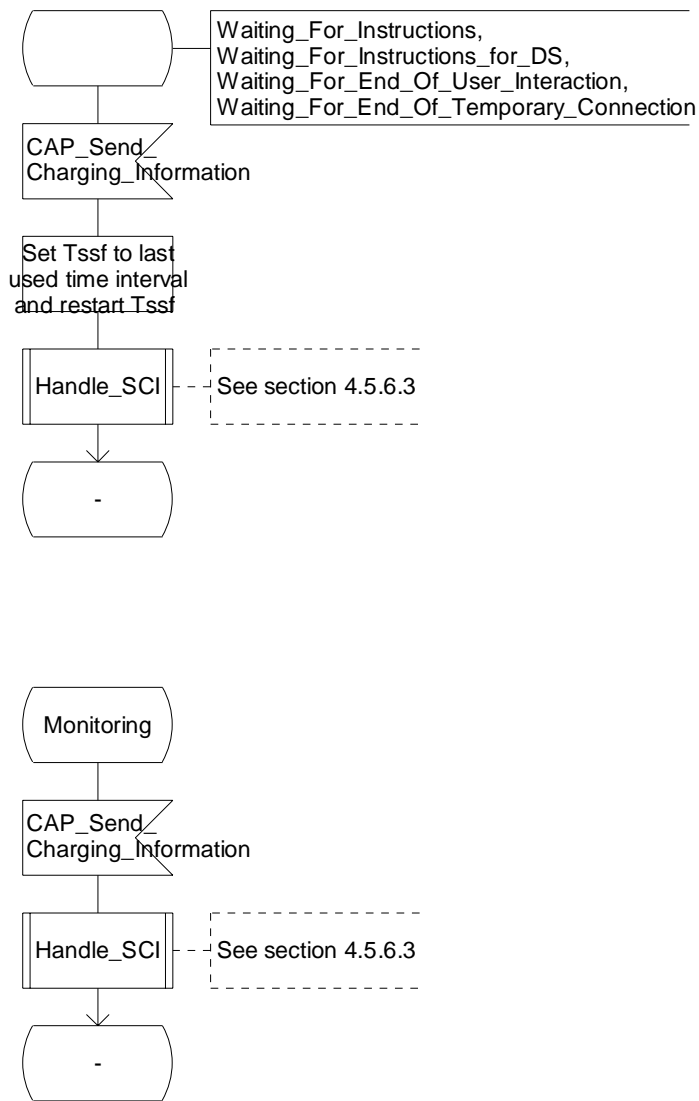 Waiting_For_Instructions,
Waiting_For_Instructions_for_DS,
Waiting_For_End_Of_User_Interaction,
Waiting_For_End_Of_Temporary_Connection
CAP_Send_
Charging_Information
Set Tssf to last
used time interval
and restart Tssf
Handle_SCI
See section 4.5.6.3
-
Monitoring
CAP_Send_
Charging_Information
Handle_SCI
See section 4.5.6.3
-